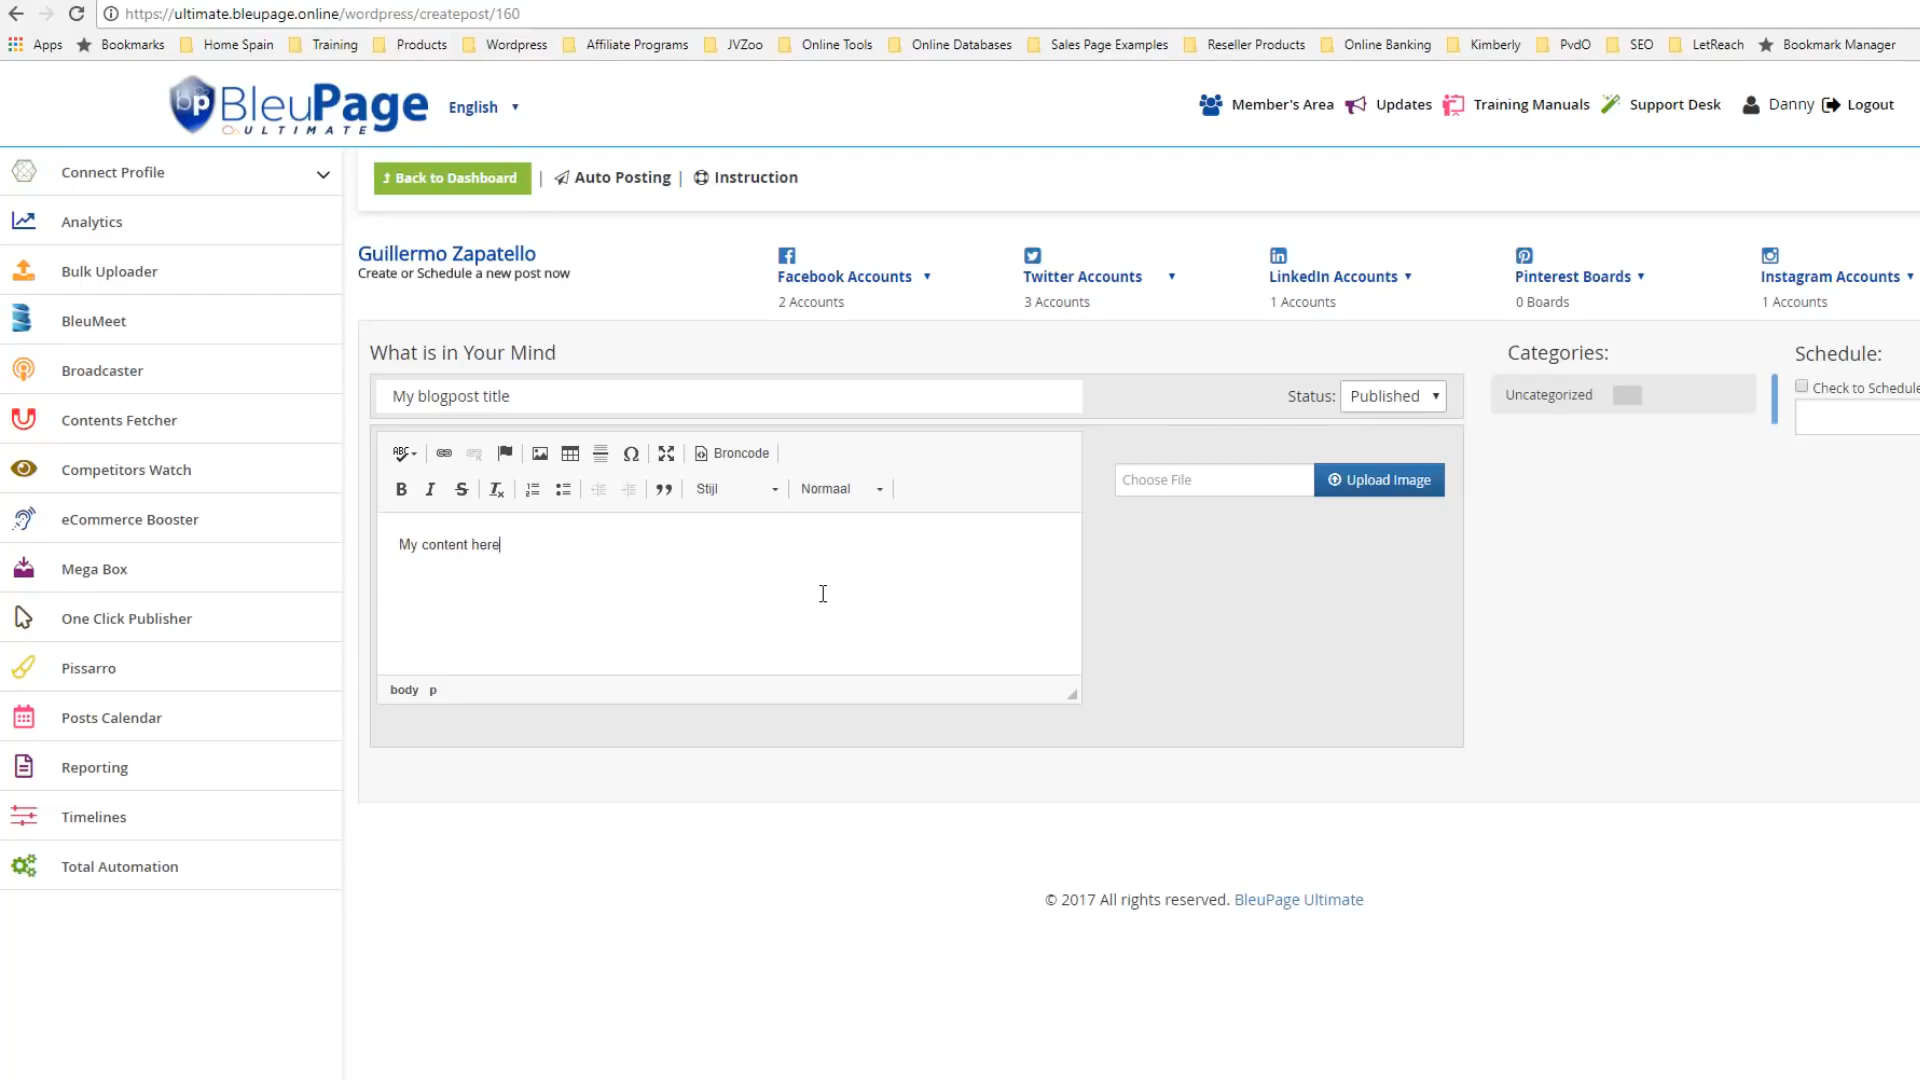 https://ultimate.bleupage.online/wordpress/createpost/160
Apps Bookmarks Home Spain Training Products Wordpress Affiliate Programs JVZoo Online Tools Online Databases Sales Page Examples Reseller Products Online Banking Kimberly PvdO SEO LetReach Bookmark Manager
bp BleuPage ULTIMATE English Member's Area Updates Training Manuals Support Desk Danny Logout
Connect Profile
Analytics
Bulk Uploader
BleuMeet
Broadcaster
Contents Fetcher
Competitors Watch
eCommerce Booster
Mega Box
One Click Publisher
Pissarro
Posts Calendar
Reporting
Timelines
Total Automation
Back to Dashboard | Auto Posting | Instruction
Guillermo Zapatello
Create or Schedule a new post now
Facebook Accounts
2 Accounts
Twitter Accounts
3 Accounts
LinkedIn Accounts
1 Accounts
Pinterest Boards
0 Boards
Instagram Accounts
1 Accounts
What is in Your Mind
My blogpost title
Status: Published
ABC Ω Broncode
B I S Tx Stijl Normaal
My content here
body p
Choose File Upload Image
Categories:
Uncategorized
Schedule:
Check to Schedule
© 2017 All rights reserved. BleuPage Ultimate